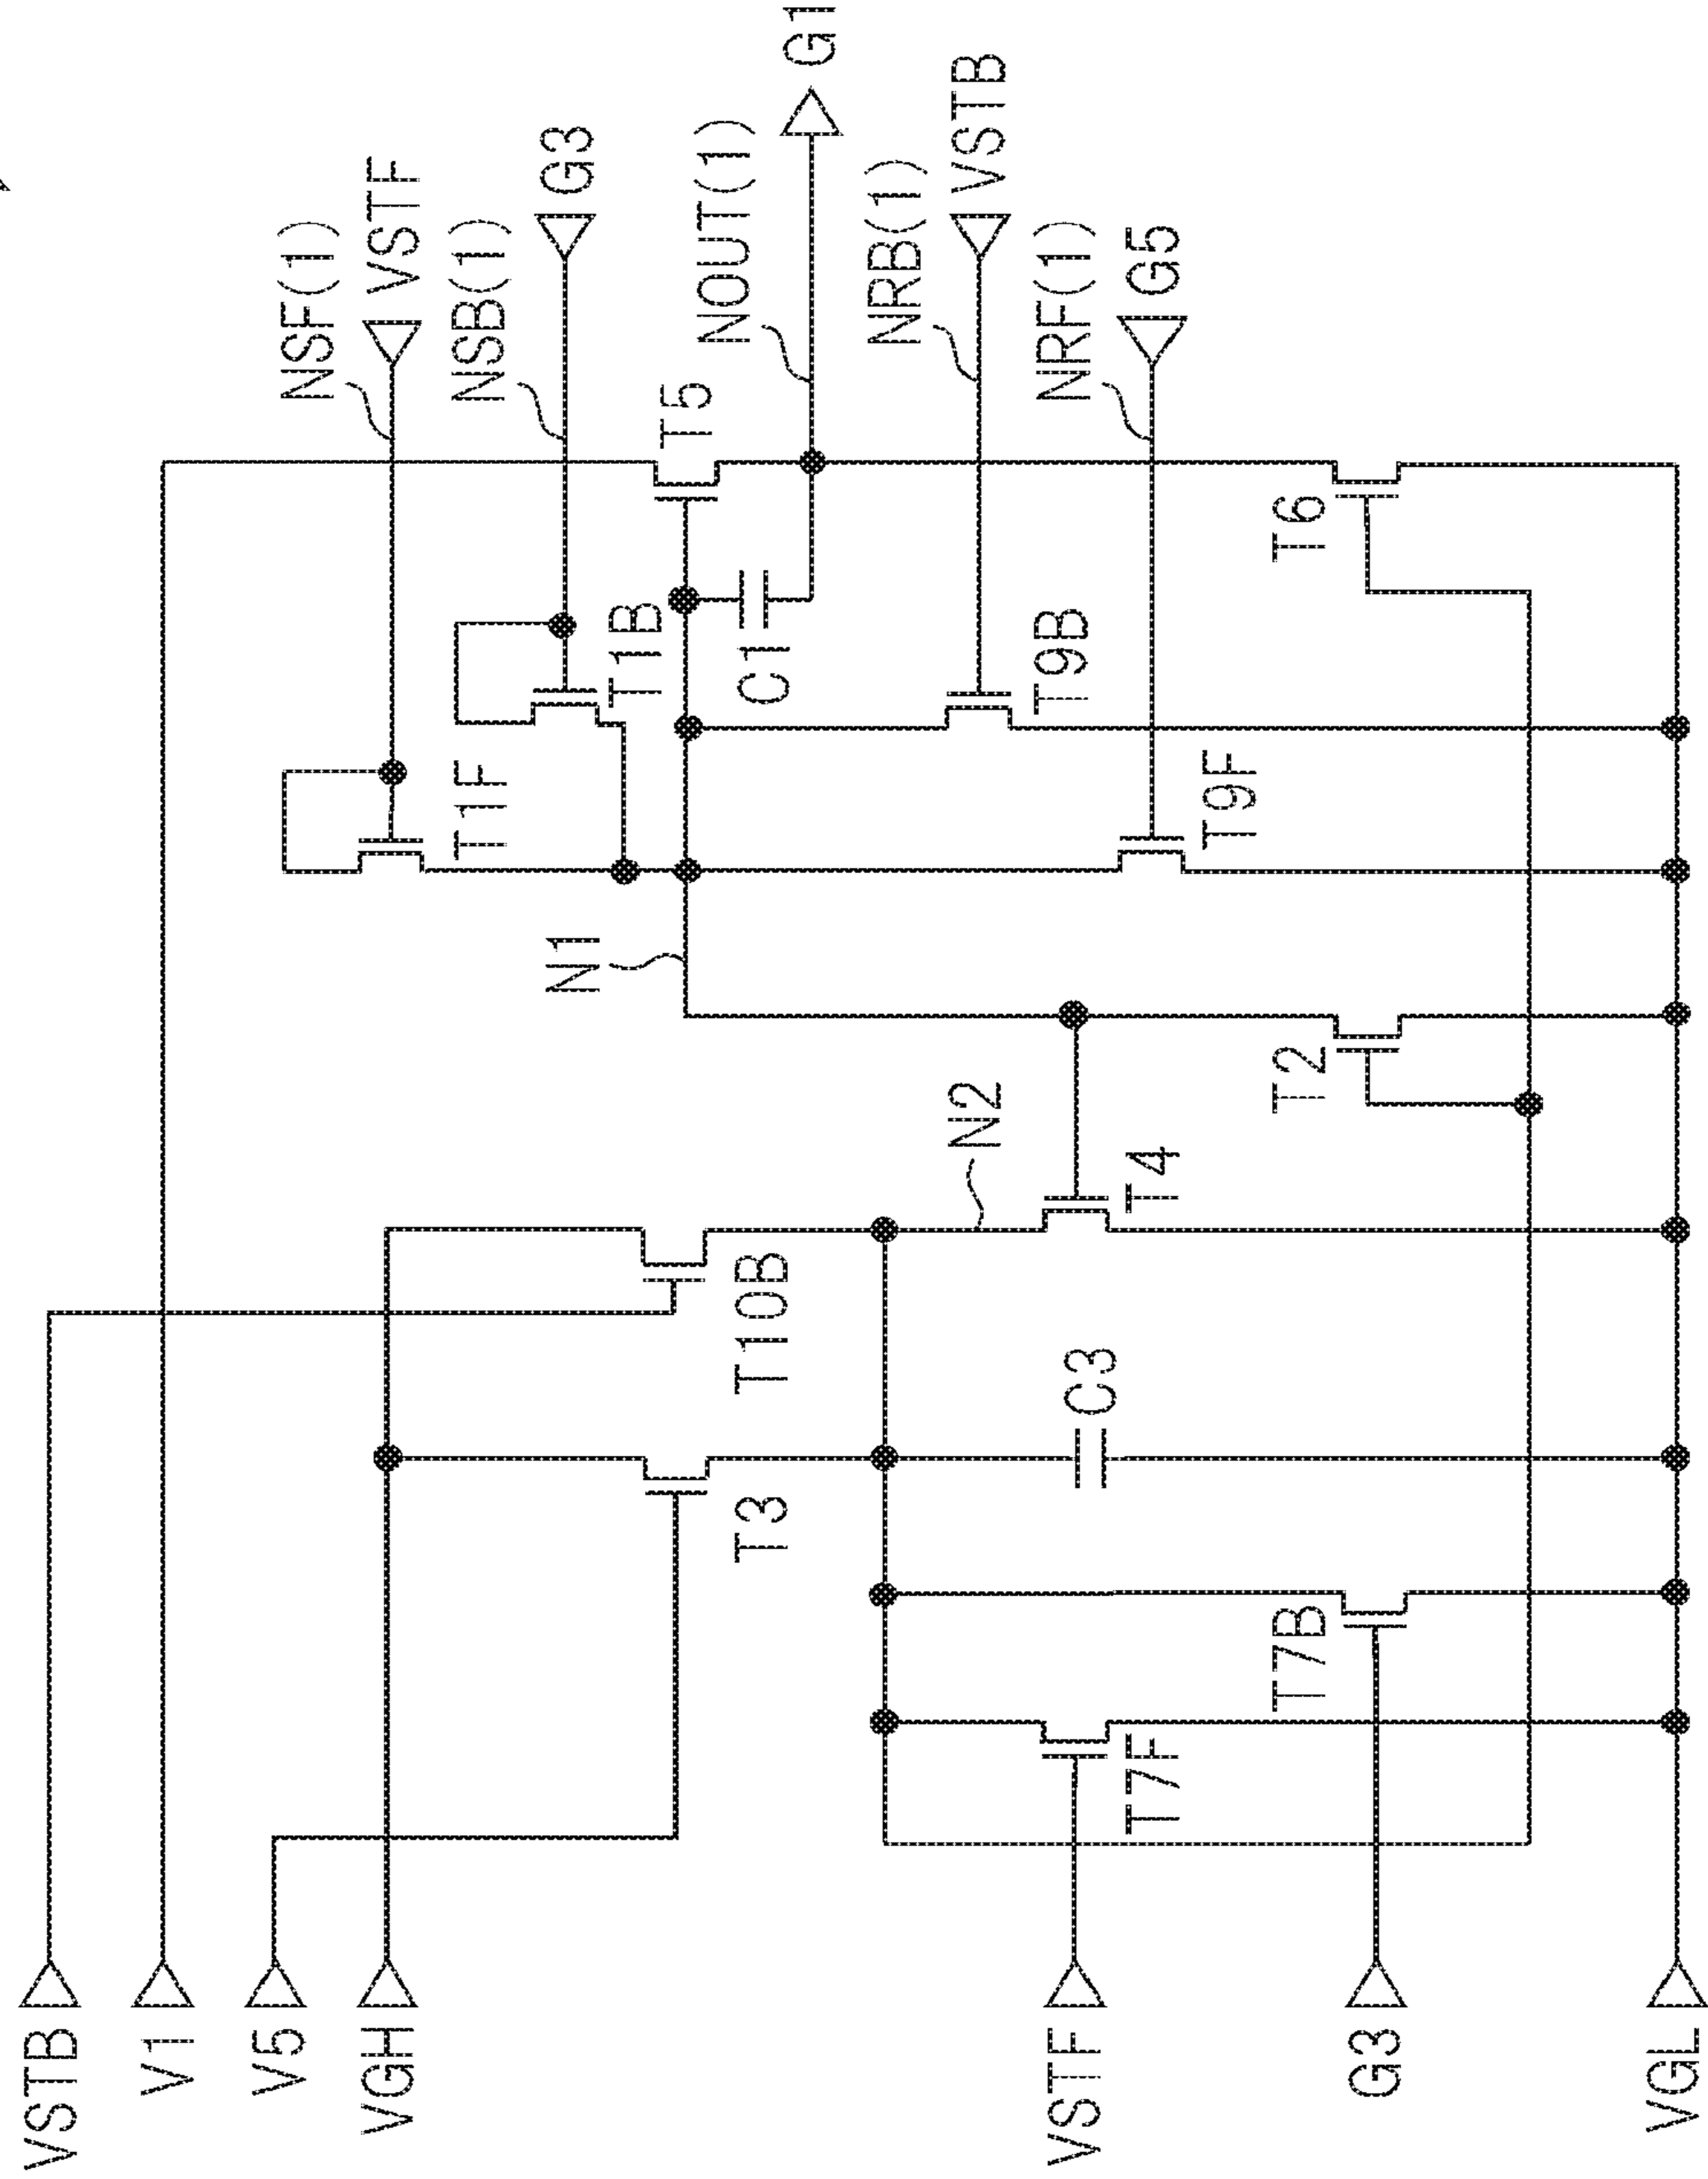 VSTB
V1
V5
VGH
VSTF
G3
VGL
T3
T10B
T7F
T7B
C3
N2
T4
T2
N1
T1F
T1B
C1
T9F
T9B
T5
T6
NSF(1)
VSTF
NSB(1)
G3
NOUT(1)
G1
NRB(1)
VSTB
NRF(1)
G5